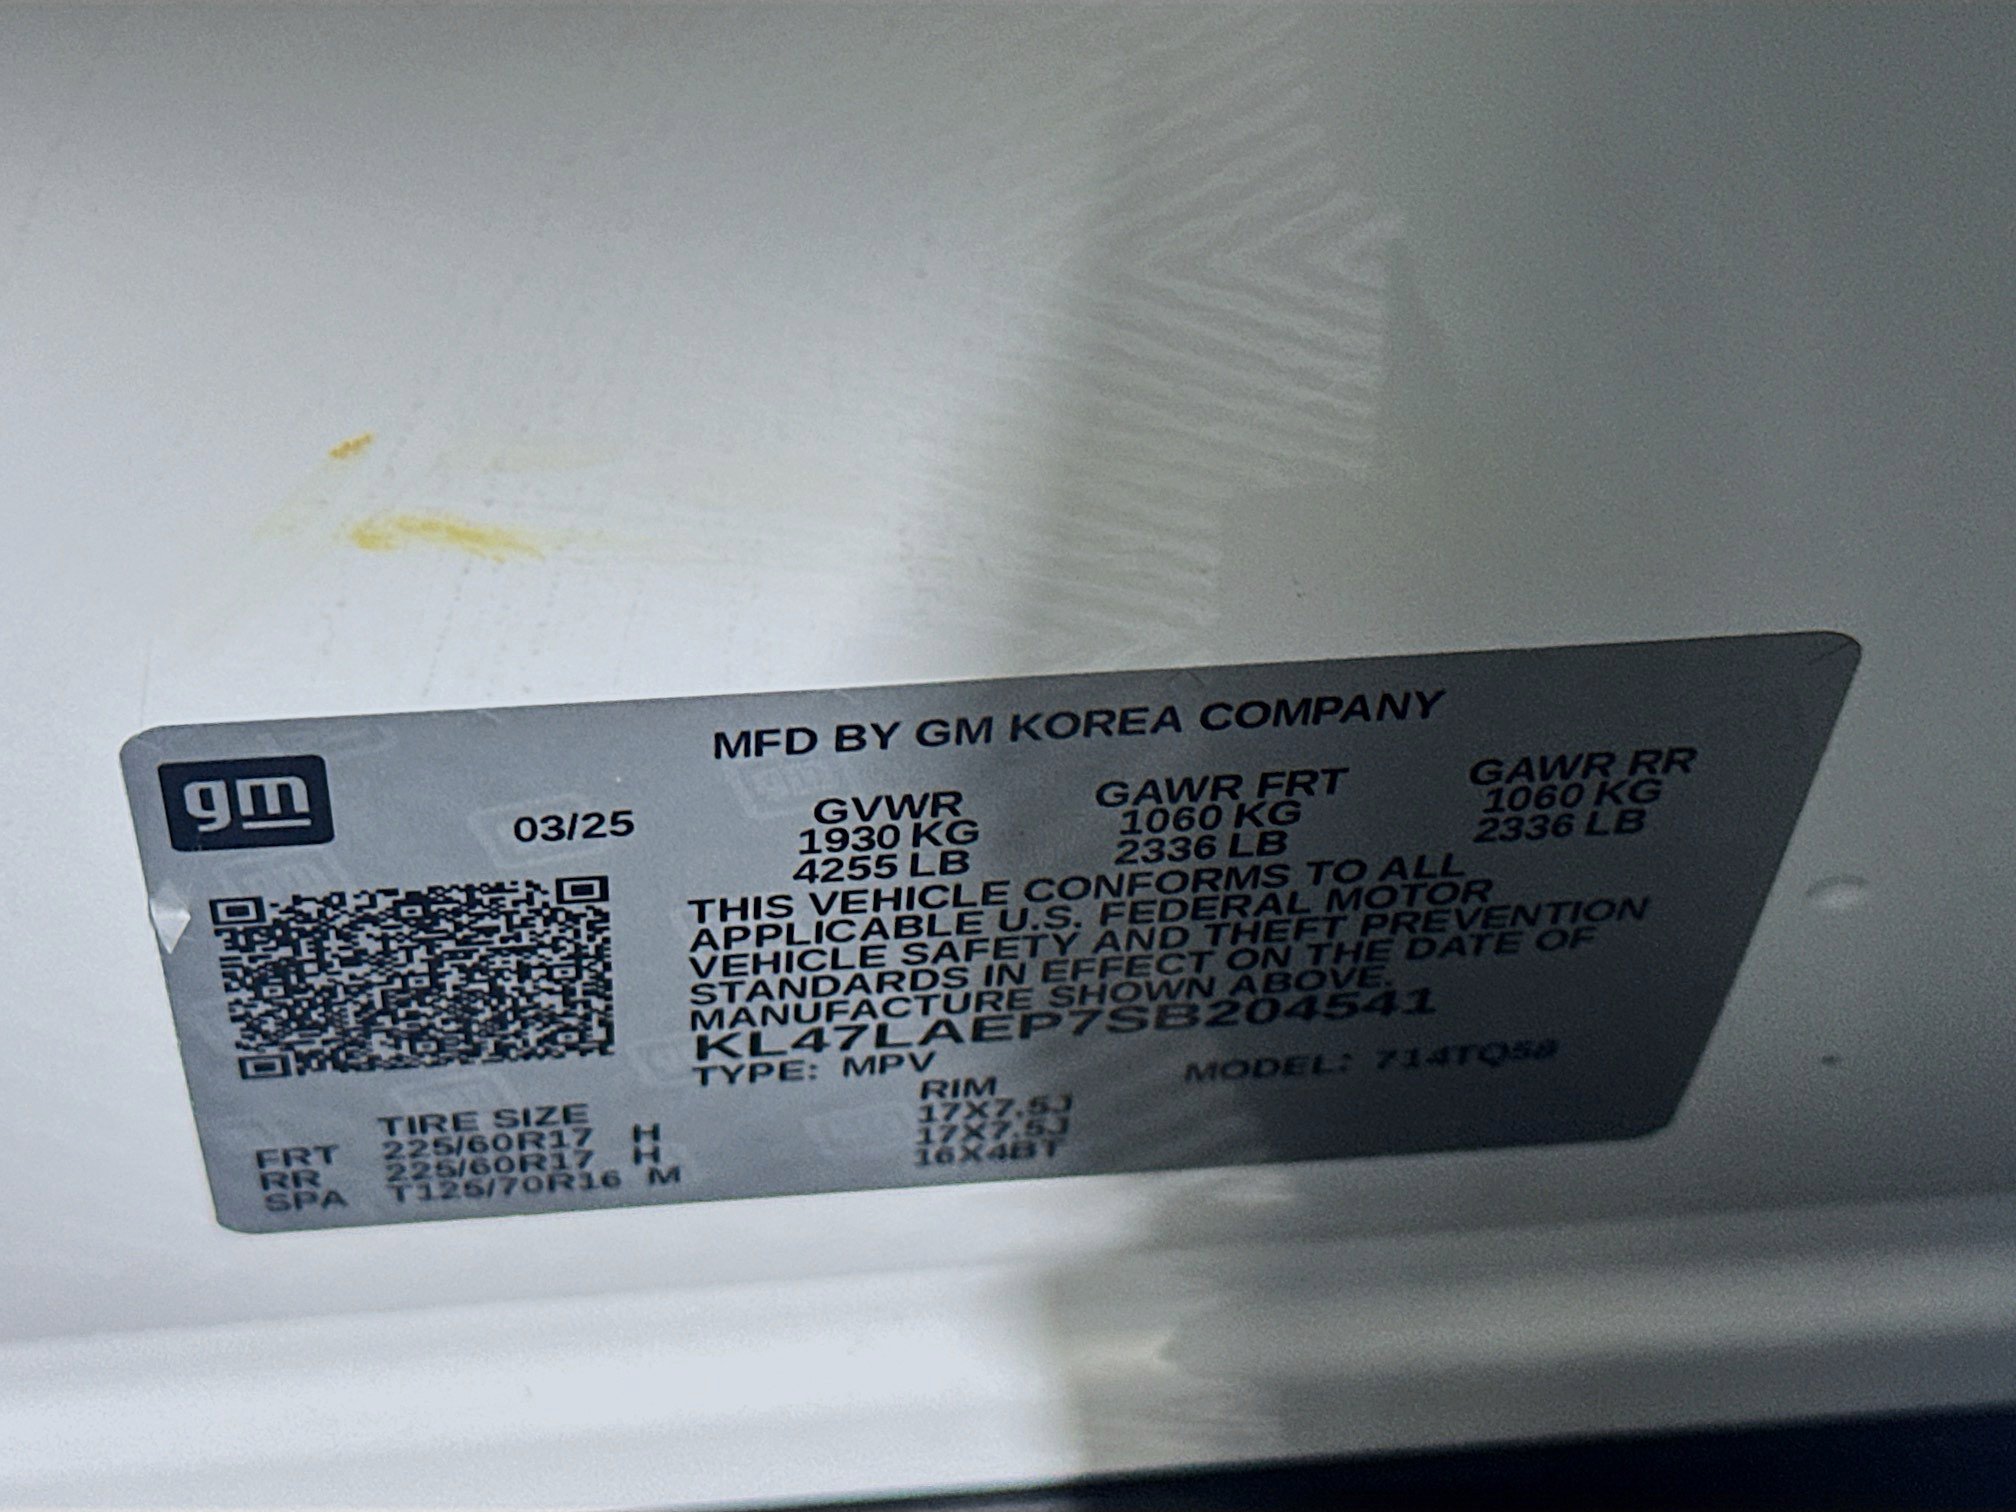 gm
MFD BY GM KOREA COMPANY
03/25
GVWR GAWR FRT GAWR RR
1930 KG 1060 KG 1060 KG
4255 LB 2336 LB 2336 LB
THIS VEHICLE CONFORMS TO ALL
APPLICABLE U.S. FEDERAL MOTOR
VEHICLE SAFETY AND THEFT PREVENTION
STANDARDS IN EFFECT ON THE DATE OF
MANUFACTURE SHOWN ABOVE.
KL47LAEP7SB204541
TYPE: MPV MODEL: 714TQ58
TIRE SIZE RIM
FRT 225/60R17 H 17X7.5J
RR 225/60R17 H 17X7.5J
SPA T125/70R16 M 16X4BT